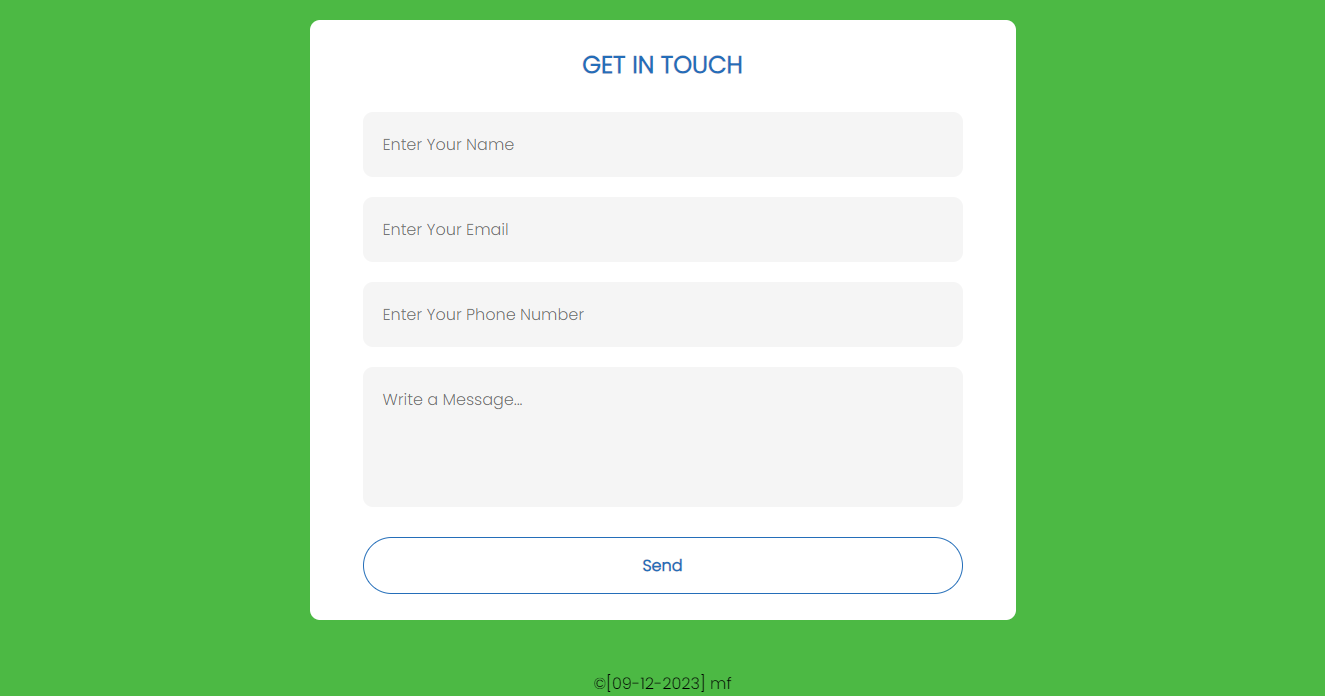 GET IN TOUCH
Enter Your Name
Enter Your Email
Enter Your Phone Number
Write a Message...
Send
©[09-12-2023] mf